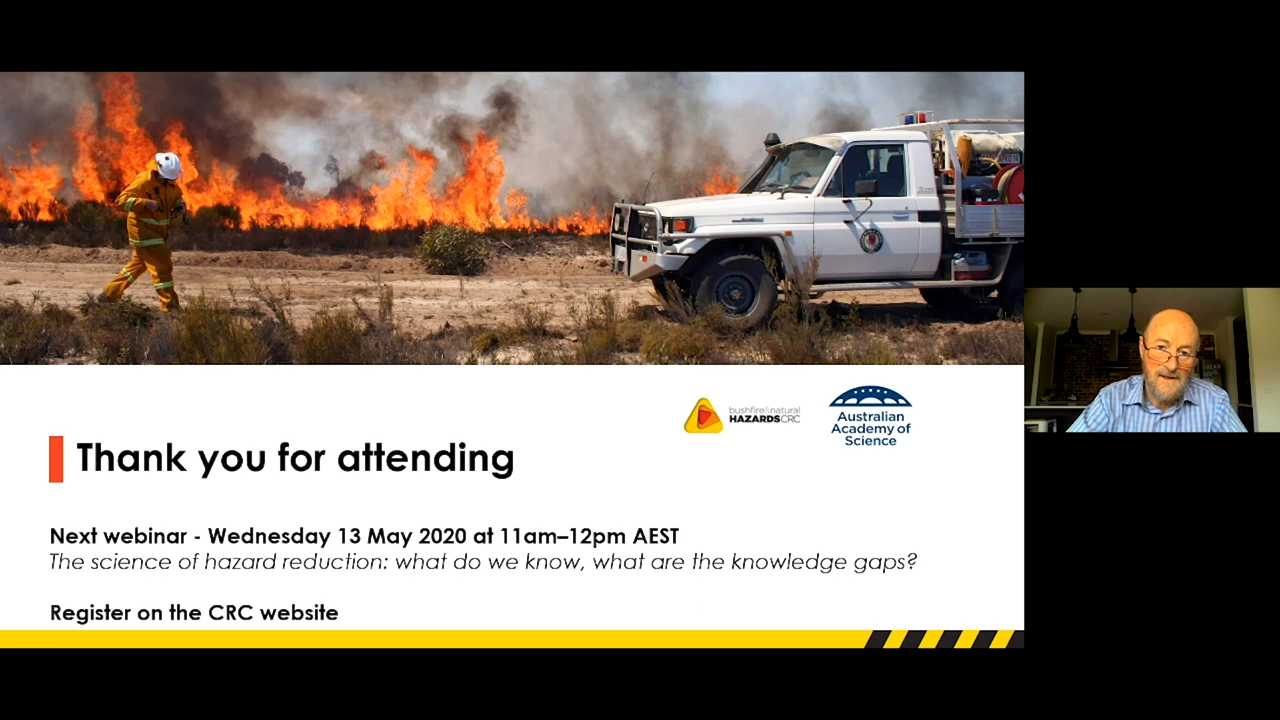 bushfire&natural
HAZARDSCRC
Australian
Academy of
Science
Thank you for attending
Next webinar - Wednesday 13 May 2020 at 11am–12pm AEST
The science of hazard reduction: what do we know, what are the knowledge gaps?
Register on the CRC website